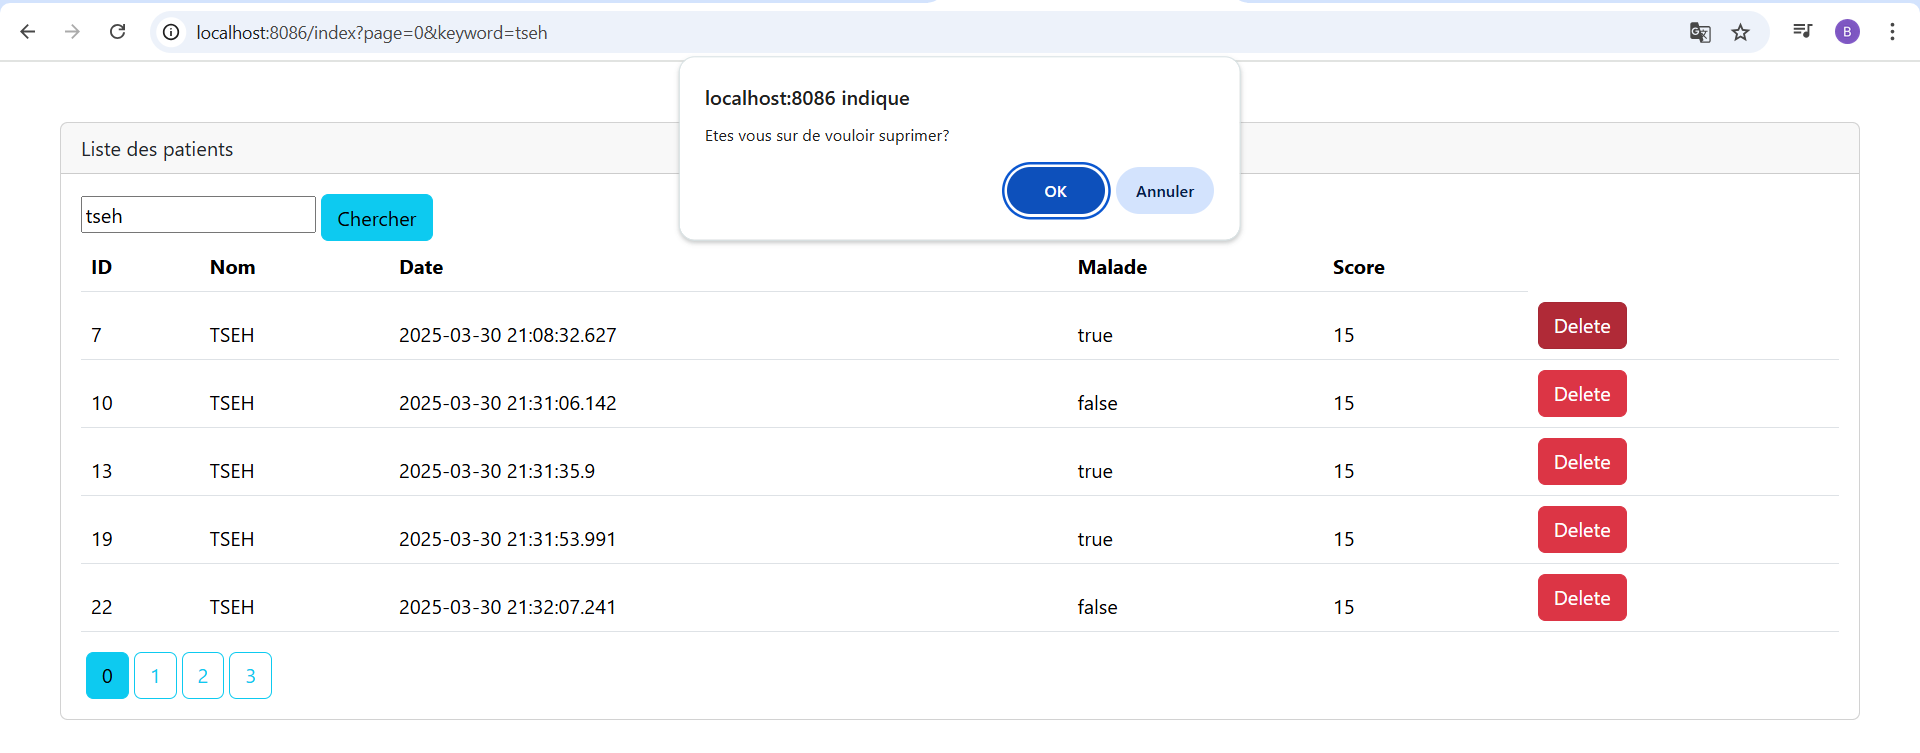 localhost:8086/index?page=0&keyword=tseh
B
localhost:8086 indique
Etes vous sur de vouloir suprimer?
OK Annuler
Liste des patients
tseh Chercher
ID Nom Date Malade Score
7 TSEH 2025-03-30 21:08:32.627 true 15 Delete
10 TSEH 2025-03-30 21:31:06.142 false 15 Delete
13 TSEH 2025-03-30 21:31:35.9 true 15 Delete
19 TSEH 2025-03-30 21:31:53.991 true 15 Delete
22 TSEH 2025-03-30 21:32:07.241 false 15 Delete
0 1 2 3